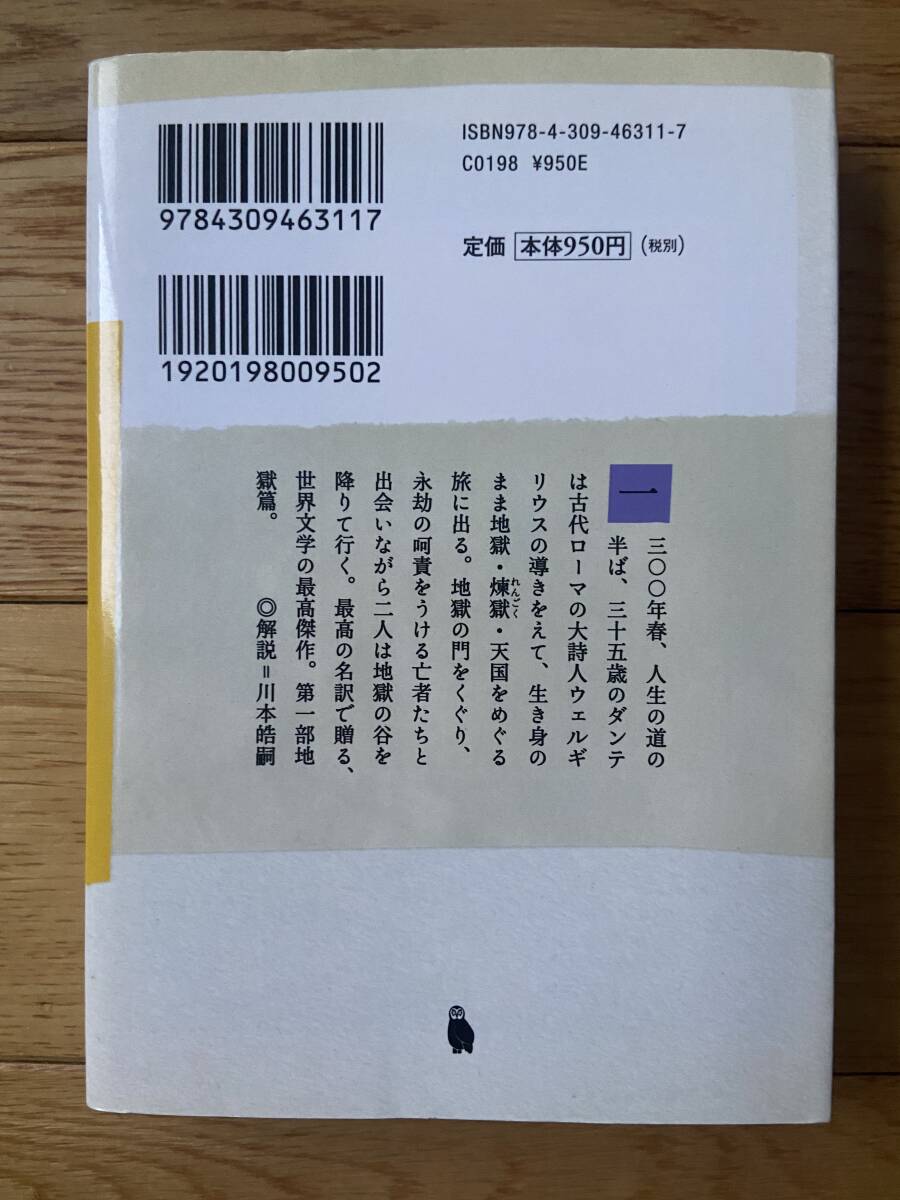 ISBN978-4-309-46311-7
C0198 ¥950E
定価 本体950円 (税別)
9784309463117
1920198009502
一三〇〇年春、人生の道の
半ば、三十五歳のダンテ
は古代ローマの大詩人ウェルギ
リウスの導きをえて、生き身の
まま地獄・煉獄・天国をめぐる
れんごく
旅に出る。地獄の門をくぐり、
永劫の呵責をうける亡者たちと
出会いながら二人は地獄の谷を
降りて行く。最高の名訳で贈る、
世界文学の最高傑作。第一部地
獄篇。 ◎解説＝川本皓嗣